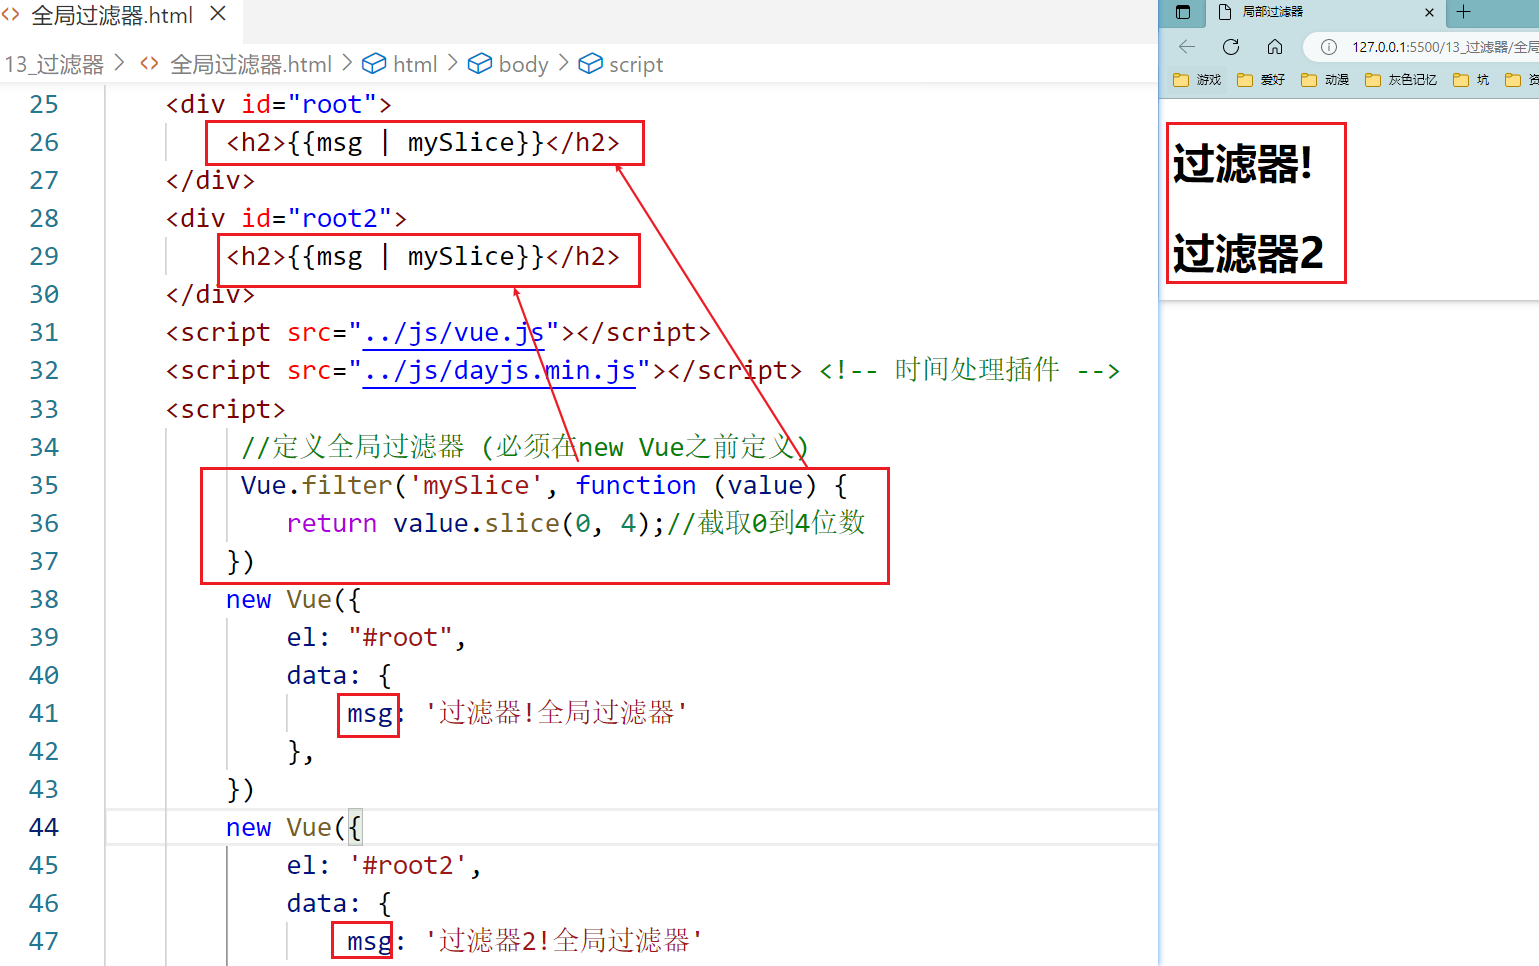 全局过滤器.html
13_过滤器 > 全局过滤器.html > html > body > script
25 <div id="root">
26 <h2>{{msg | mySlice}}</h2>
27 </div>
28 <div id="root2">
29 <h2>{{msg | mySlice}}</h2>
30 </div>
31 <script src="../js/vue.js"></script>
32 <script src="../js/dayjs.min.js"></script> <!-- 时间处理插件 -->
33 <script>
34 //定义全局过滤器 (必须在new Vue之前定义)
35 Vue.filter('mySlice', function (value) {
36 return value.slice(0, 4);//截取0到4位数
37 })
38 new Vue({
39 el: "#root",
40 data: {
41 msg: '过滤器!全局过滤器'
42 },
43 })
44 new Vue({
45 el: '#root2',
46 data: {
47 msg: '过滤器2!全局过滤器'
局部过滤器
127.0.0.1:5500/13_过滤器/全局
游戏 爱好 动漫 灰色记忆 坑
过滤器!
过滤器2